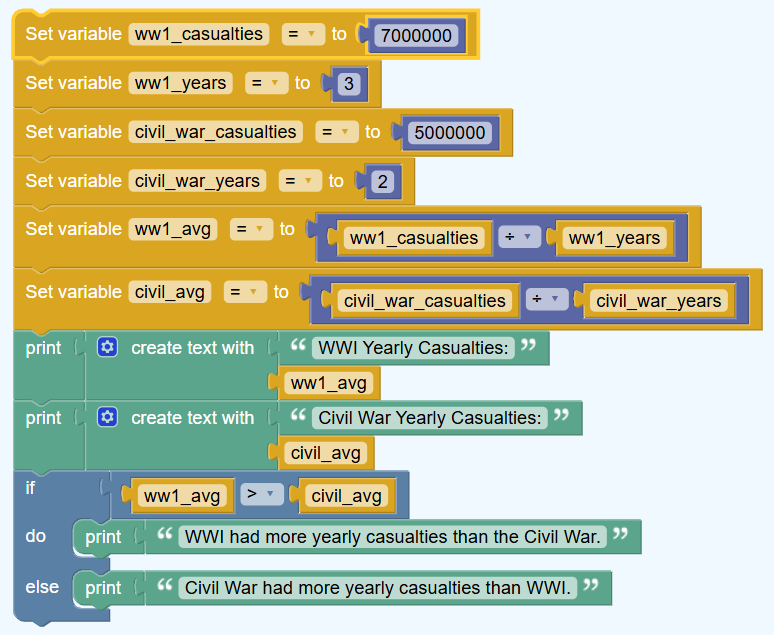 Set variable ww1_casualties = to 7000000
Set variable ww1_years = to 3
Set variable civil_war_casualties = to 5000000
Set variable civil_war_years = to 2
Set variable ww1_avg = to ww1_casualties ÷ ww1_years
Set variable civil_avg = to civil_war_casualties ÷ civil_war_years
print create text with “ WWI Yearly Casualties: ”
ww1_avg
print create text with “ Civil War Yearly Casualties: ”
civil_avg
if ww1_avg > civil_avg
do print “ WWI had more yearly casualties than the Civil War. ”
else print “ Civil War had more yearly casualties than WWI. ”